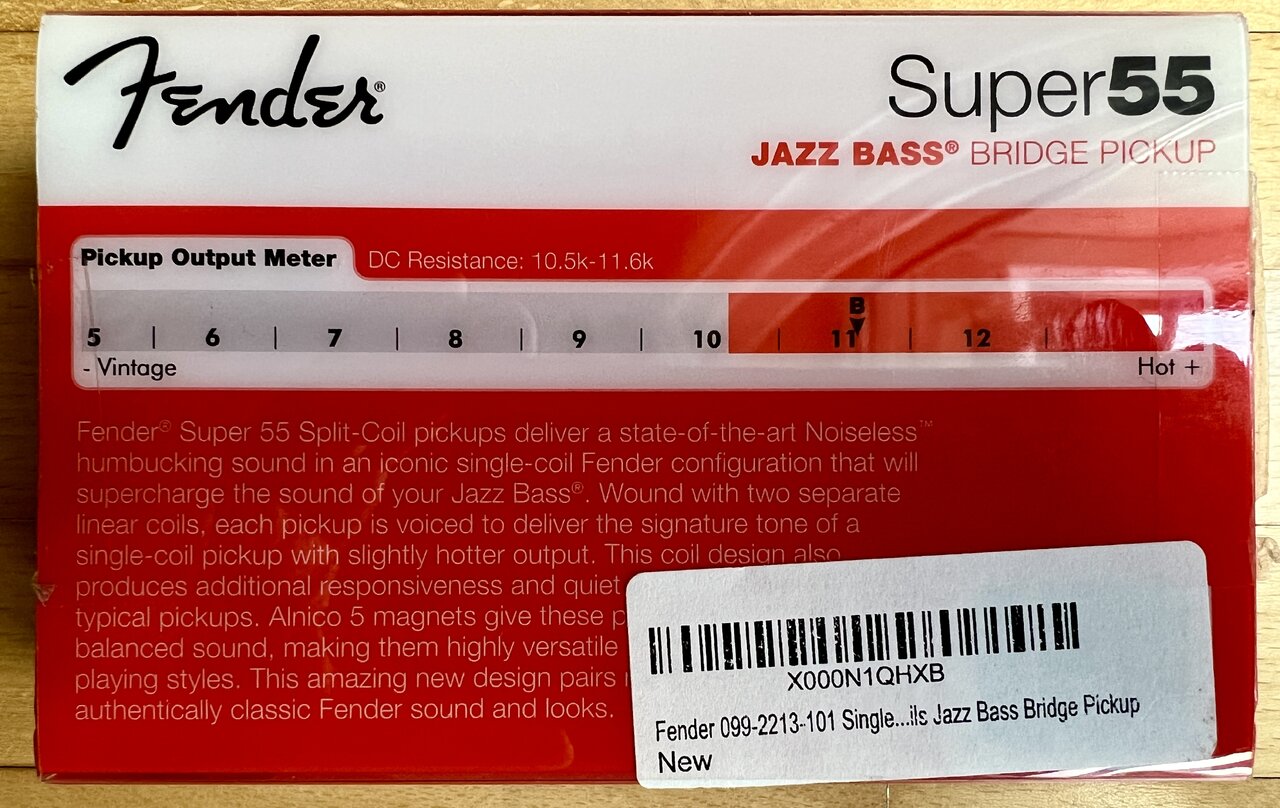 Fender®
Super55
JAZZ BASS® BRIDGE PICKUP
Pickup Output Meter
DC Resistance: 10.5k-11.6k
B
5 | 6 | 7 | 8 | 9 | 10 | 11 | 12 |
- Vintage
Hot +
Fender® Super 55 Split-Coil pickups deliver a state-of-the-art Noiseless™
humbucking sound in an iconic single-coil Fender configuration that will
supercharge the sound of your Jazz Bass®. Wound with two separate
linear coils, each pickup is voiced to deliver the signature tone of a
single-coil pickup with slightly hotter output. This coil design also
produces additional responsiveness and quiet
typical pickups. Alnico 5 magnets give these
balanced sound, making them highly versatile
playing styles. This amazing new design pairs
authentically classic Fender sound and looks.
X000N1QHXB
Fender 099-2213-101 Single...ils Jazz Bass Bridge Pickup
New